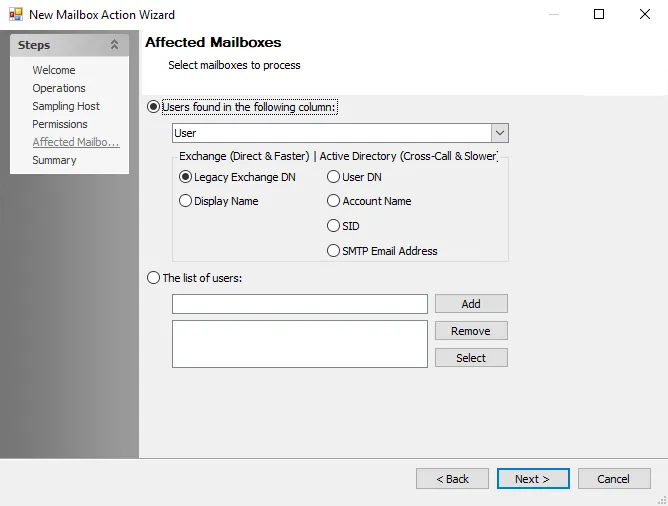 New Mailbox Action Wizard
Steps
Welcome
Operations
Sampling Host
Permissions
Affected Mailbo...
Summary
Affected Mailboxes
Select mailboxes to process
Users found in the following column:
User
Exchange (Direct & Faster) | Active Directory (Cross-Call & Slower)
Legacy Exchange DN
User DN
Display Name
Account Name
SID
SMTP Email Address
The list of users:
Add
Remove
Select
< Back
Next >
Cancel